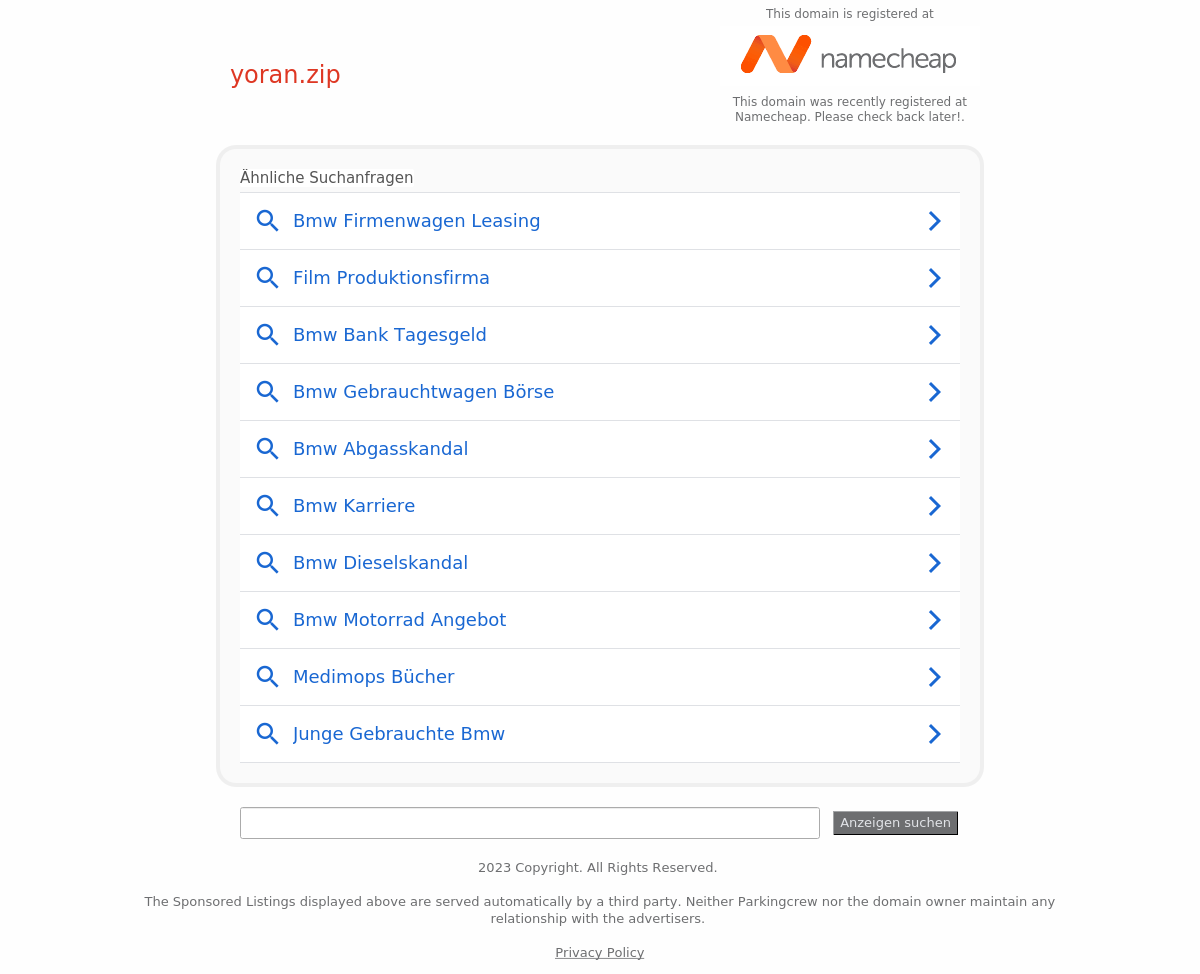 This domain is registered at
namecheap
yoran.zip
This domain was recently registered at
Namecheap. Please check back later!.
Ähnliche Suchanfragen
Bmw Firmenwagen Leasing
Film Produktionsfirma
Bmw Bank Tagesgeld
Bmw Gebrauchtwagen Börse
Bmw Abgasskandal
Bmw Karriere
Bmw Dieselskandal
Bmw Motorrad Angebot
Medimops Bücher
Junge Gebrauchte Bmw
Anzeigen suchen
2023 Copyright. All Rights Reserved.
The Sponsored Listings displayed above are served automatically by a third party. Neither Parkingcrew nor the domain owner maintain any
relationship with the advertisers.
Privacy Policy